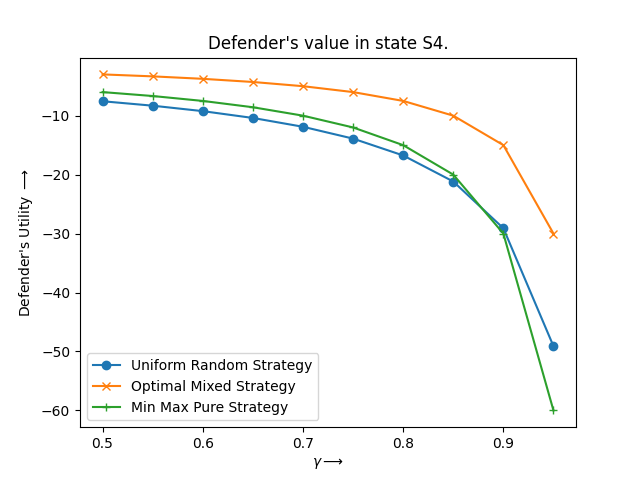 Defender's value in state S4.
Defender's Utility ⟶
−10
−20
−30
−40
−50
−60
Uniform Random Strategy
Optimal Mixed Strategy
Min Max Pure Strategy
0.5 0.6 0.7 0.8 0.9
γ⟶